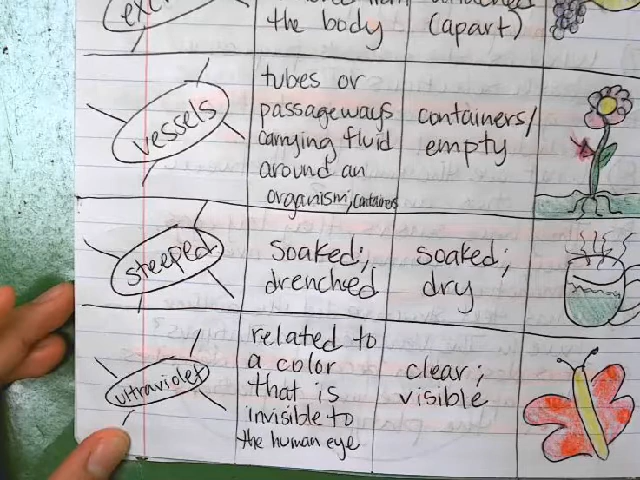 the body
(apart)
vessels
tubes or
passageways
carrying fluid
around an
organism; containers
containers/
empty
steeped
soaked;
drenched
soaked;
dry
ultraviolet
related to
a color
that is
invisible to
the human eye
clear;
visible